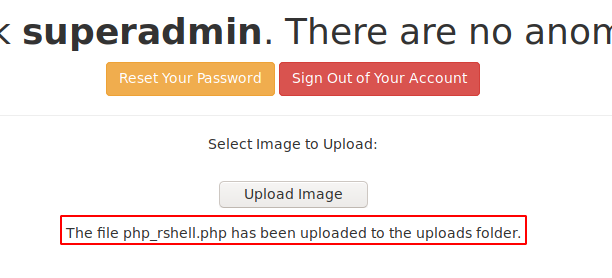 superadmin. There are no anom
Reset Your Password Sign Out of Your Account
Select Image to Upload:
Upload Image
The file php_rshell.php has been uploaded to the uploads folder.